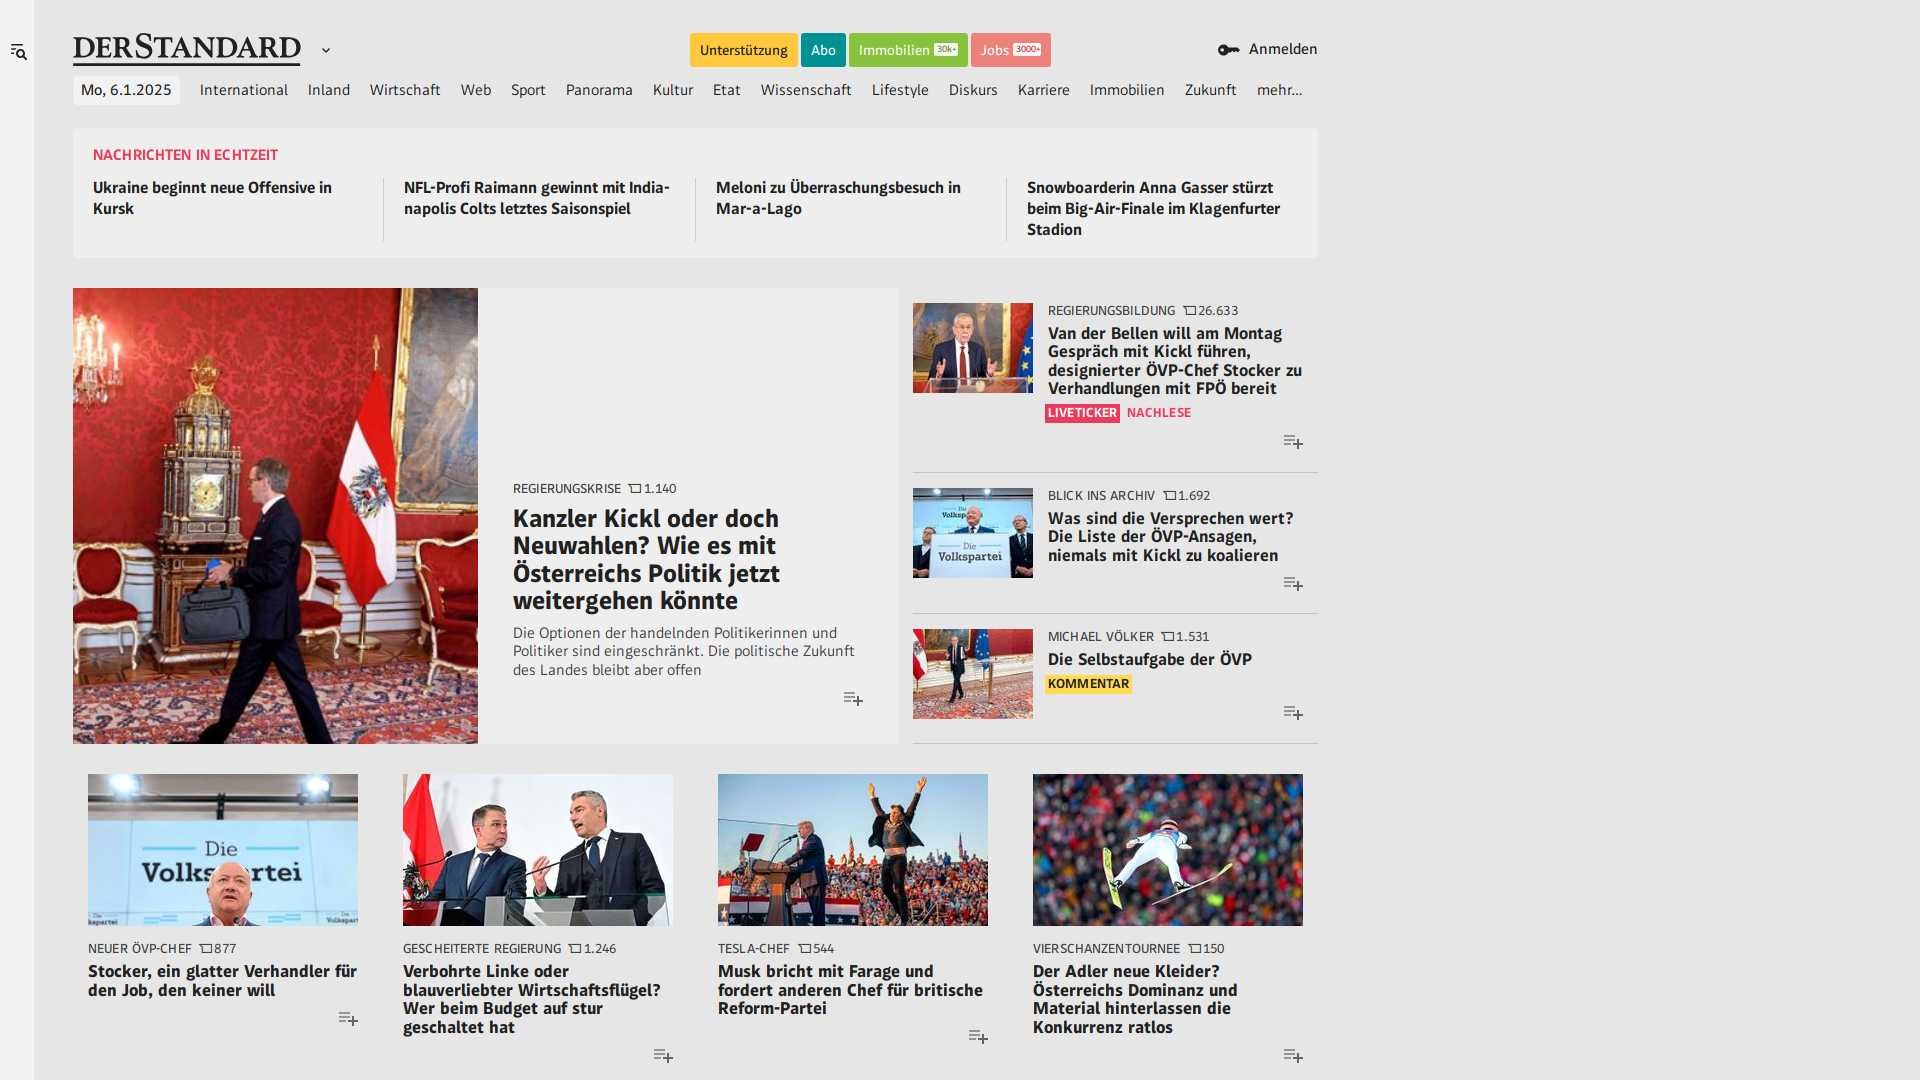 DERSTANDARD
Unterstützung
Abo
Immobilien 30k+
Jobs 3000+
Anmelden
Mo, 6.1.2025
International
Inland
Wirtschaft
Web
Sport
Panorama
Kultur
Etat
Wissenschaft
Lifestyle
Diskurs
Karriere
Immobilien
Zukunft
mehr...
NACHRICHTEN IN ECHTZEIT
Ukraine beginnt neue Offensive in
Kursk
NFL-Profi Raimann gewinnt mit India-
napolis Colts letztes Saisonspiel
Meloni zu Überraschungsbesuch in
Mar-a-Lago
Snowboarderin Anna Gasser stürzt
beim Big-Air-Finale im Klagenfurter
Stadion
REGIERUNGSKRISE 1.140
Kanzler Kickl oder doch
Neuwahlen? Wie es mit
Österreichs Politik jetzt
weitergehen könnte
Die Optionen der handelnden Politikerinnen und
Politiker sind eingeschränkt. Die politische Zukunft
des Landes bleibt aber offen
REGIERUNGSBILDUNG 26.633
Van der Bellen will am Montag
Gespräch mit Kickl führen,
designierter ÖVP-Chef Stocker zu
Verhandlungen mit FPÖ bereit
LIVETICKER NACHLESE
Die
Volkspartei
BLICK INS ARCHIV 1.692
Was sind die Versprechen wert?
Die Liste der ÖVP-Ansagen,
niemals mit Kickl zu koalieren
MICHAEL VÖLKER 1.531
Die Selbstaufgabe der ÖVP
KOMMENTAR
Die
Volkspartei
NEUER ÖVP-CHEF 877
Stocker, ein glatter Verhandler für
den Job, den keiner will
GESCHEITERTE REGIERUNG 1.246
Verbohrte Linke oder
blauverliebter Wirtschaftsflügel?
Wer beim Budget auf stur
geschaltet hat
TESLA-CHEF 544
Musk bricht mit Farage und
fordert anderen Chef für britische
Reform-Partei
VIERSCHANZENTOURNEE 150
Der Adler neue Kleider?
Österreichs Dominanz und
Material hinterlassen die
Konkurrenz ratlos